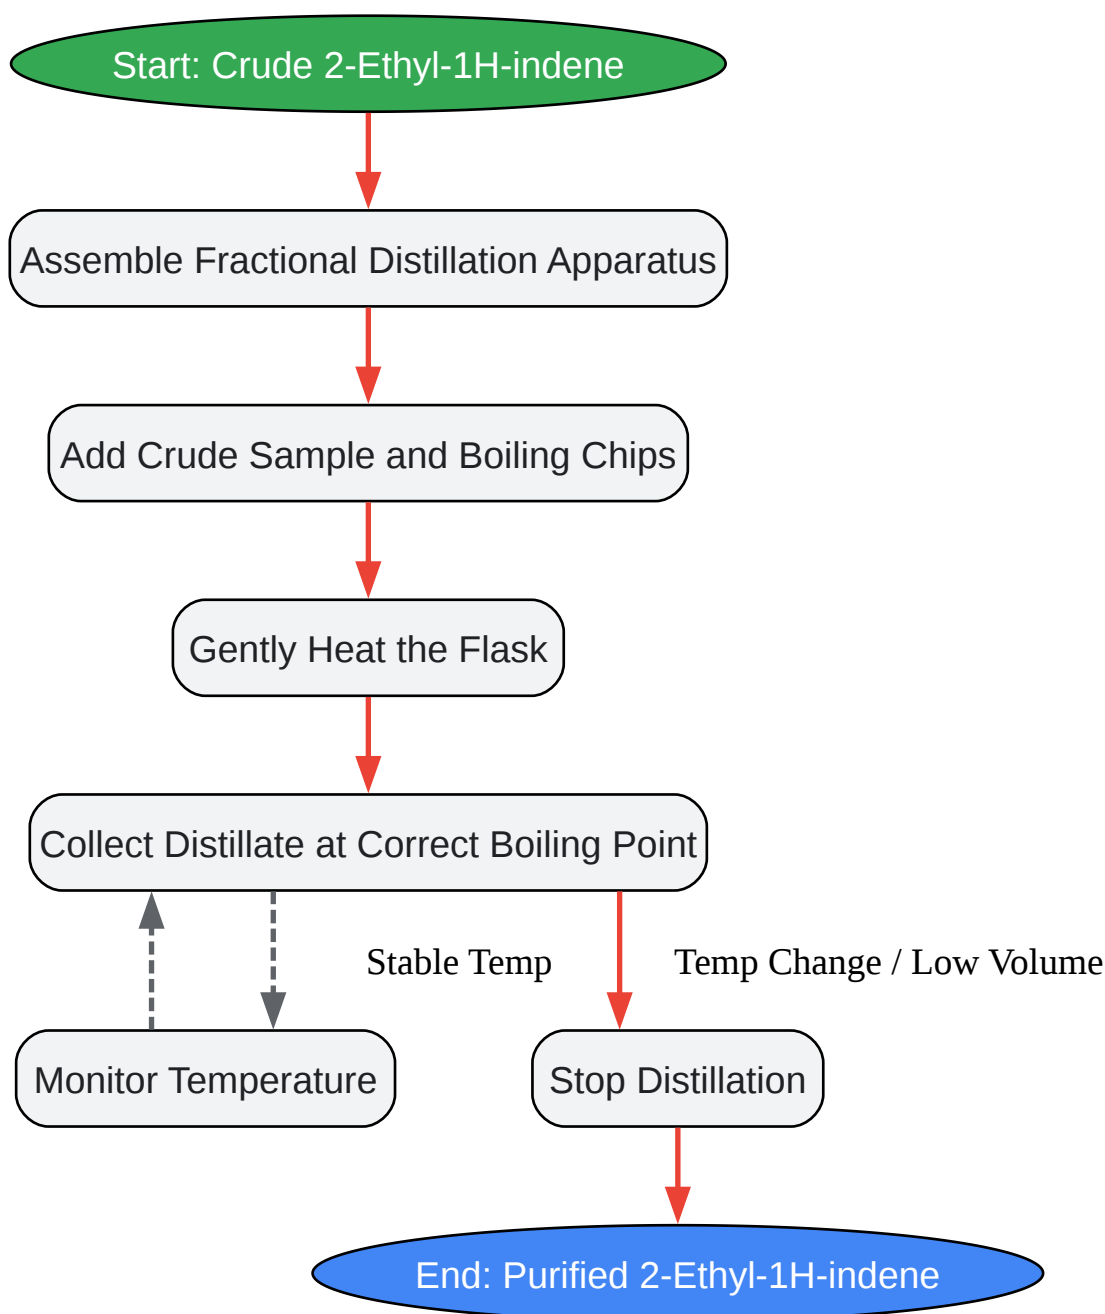 Start: Crude 2-Ethyl-1H-indene
Assemble Fractional Distillation Apparatus
Add Crude Sample and Boiling Chips
Gently Heat the Flask
Collect Distillate at Correct Boiling Point
Stable Temp
Temp Change / Low Volume
Monitor Temperature
Stop Distillation
End: Purified 2-Ethyl-1H-indene